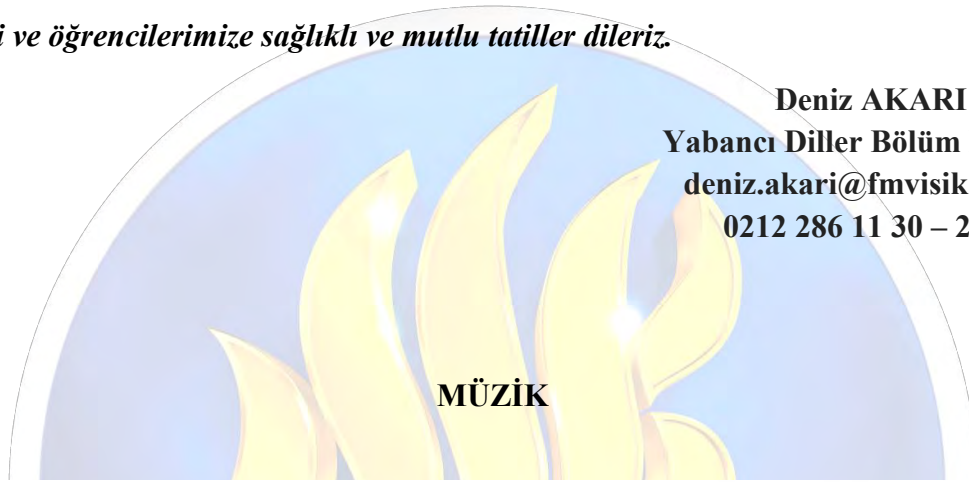 i ve öğrencilerimize sağlıklı ve mutlu tatiller dileriz.
Deniz AKARI
Yabancı Diller Bölüm
deniz.akari@fmvisik
0212 286 11 30 – 2
MÜZİK